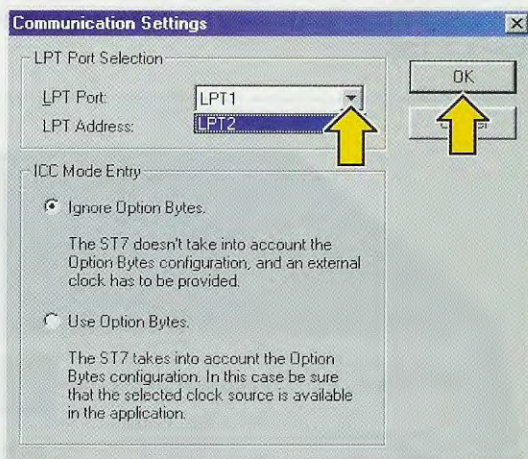 Communication Settings
LPT Port Selection
LPT Port:
LPT1
OK
LPT Address:
LPT2
ICC Mode Entry
Ignore Option Bytes.
The ST7 doesn't take into account the
Option Bytes configuration, and an external
clock has to be provided.
Use Option Bytes.
The ST7 takes into account the Option
Bytes configuration. In this case be sure
that the selected clock source is available
in the application.